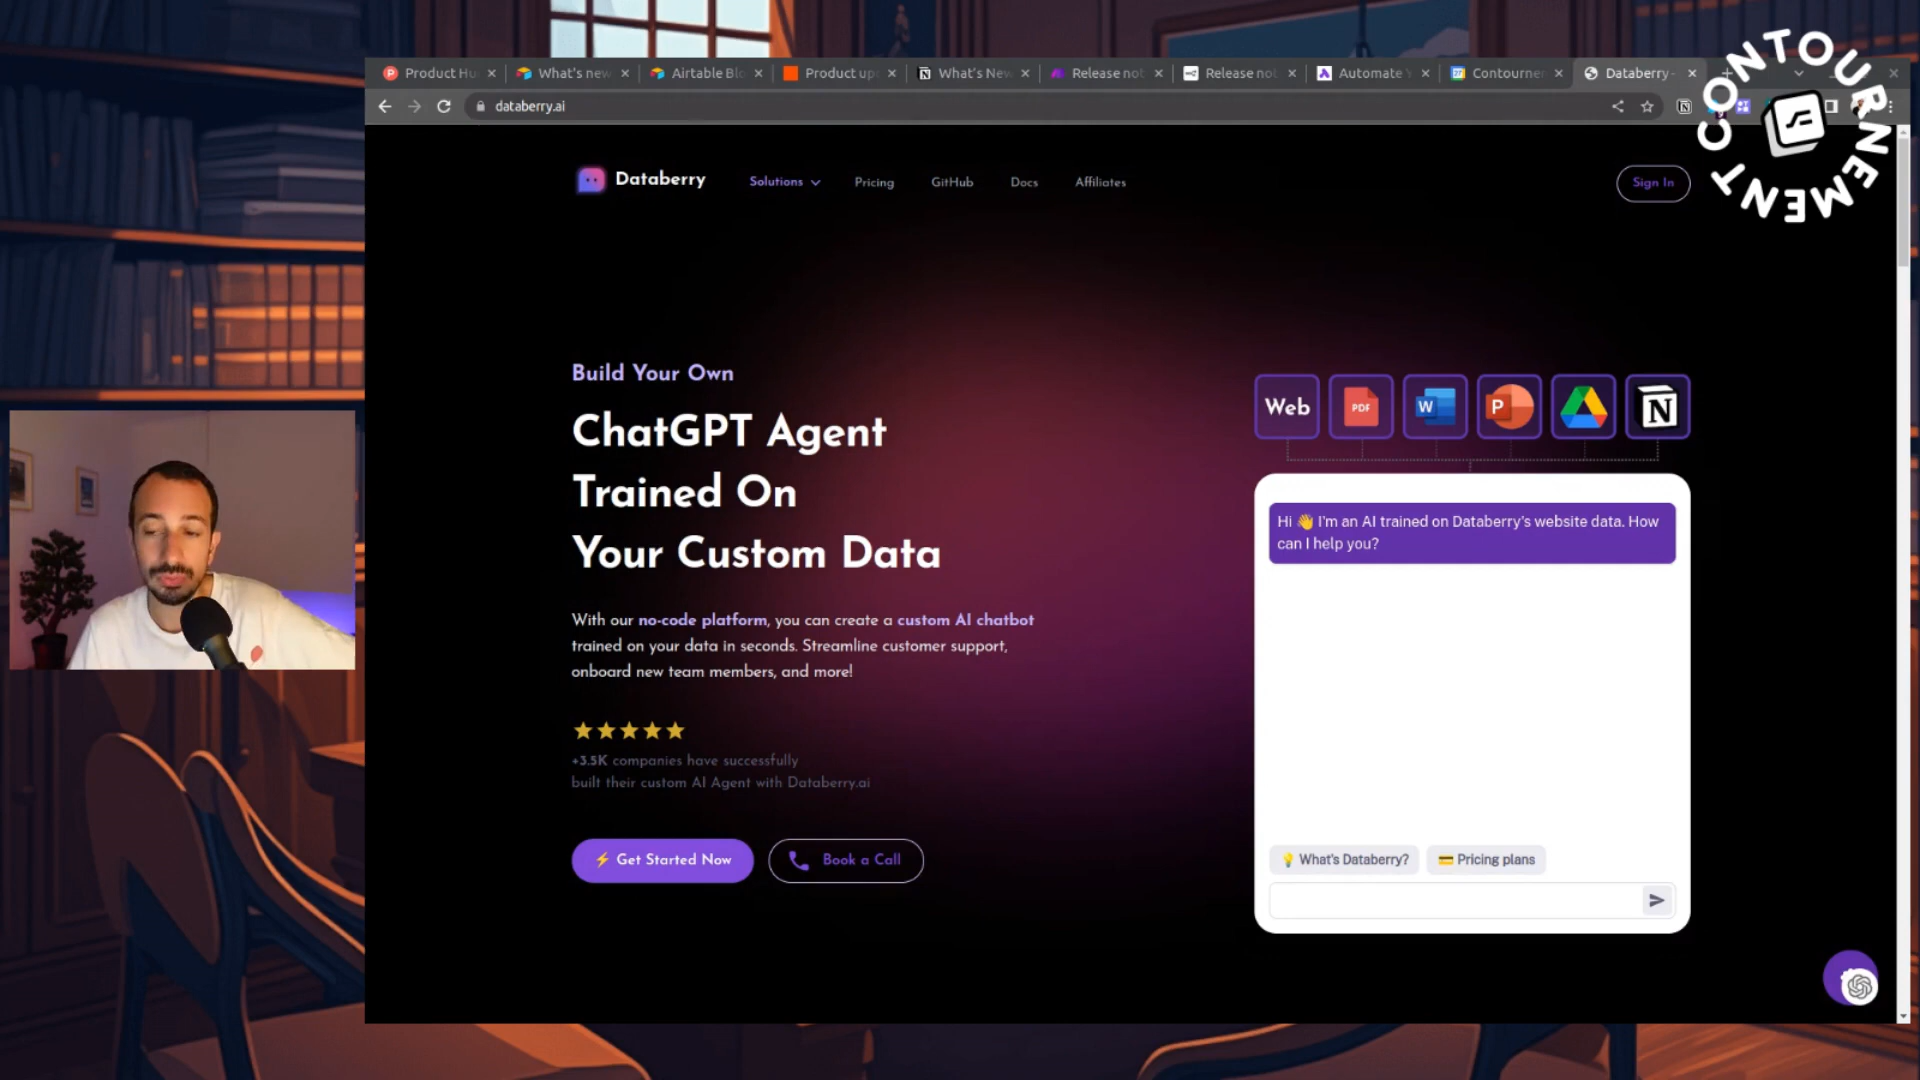 CONTOURNEMENT
Product Hu
What's new
Airtable Blo
Product up
What's New
Release not
Release not
Automate Y
Contourner
Databerry -
databerry.ai
Databerry
Solutions
Pricing
GitHub
Docs
Affiliates
Sign In
Build Your Own
ChatGPT Agent
Trained On
Your Custom Data
With our no-code platform, you can create a custom AI chatbot
trained on your data in seconds. Streamline customer support,
onboard new team members, and more!
+3.5K companies have successfully
built their custom AI Agent with Databerry.ai
⚡ Get Started Now
Book a Call
Web
PDF
W
P
N
Hi 👋 I'm an AI trained on Databerry's website data. How
can I help you?
💡 What's Databerry?
💳 Pricing plans